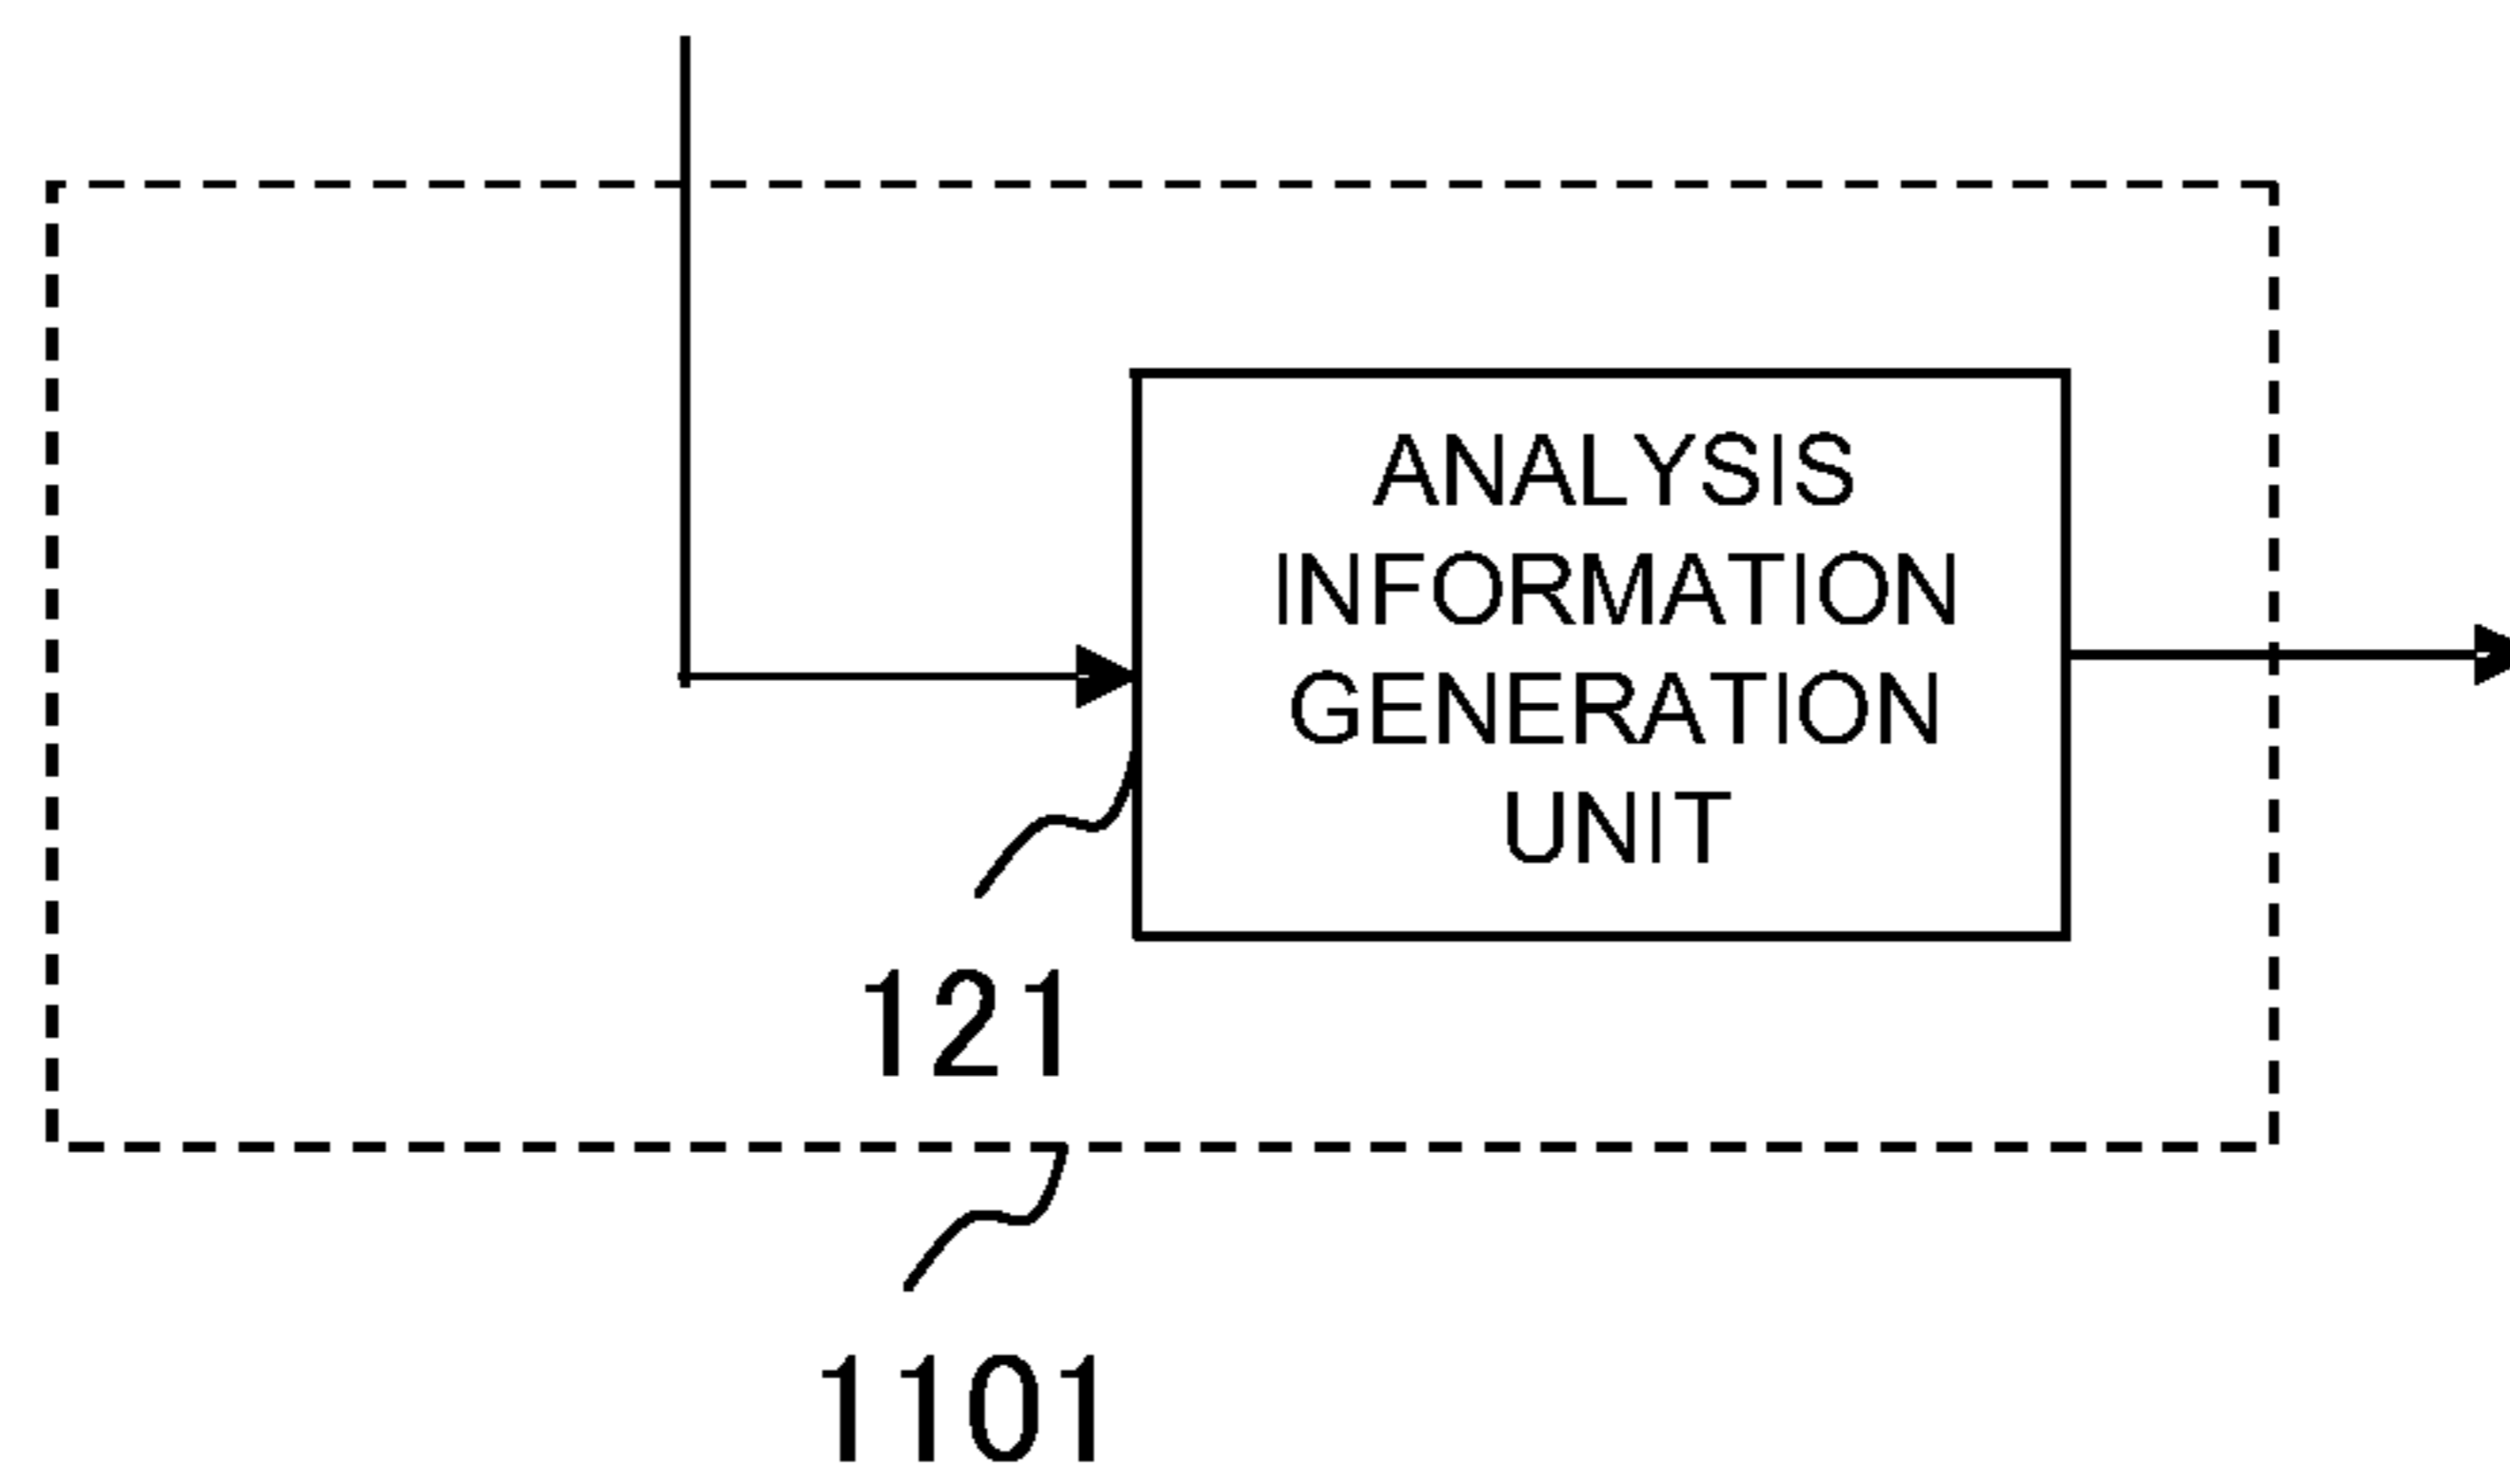 ANALYSIS
INFORMATION
GENERATION
UNIT
121
1101